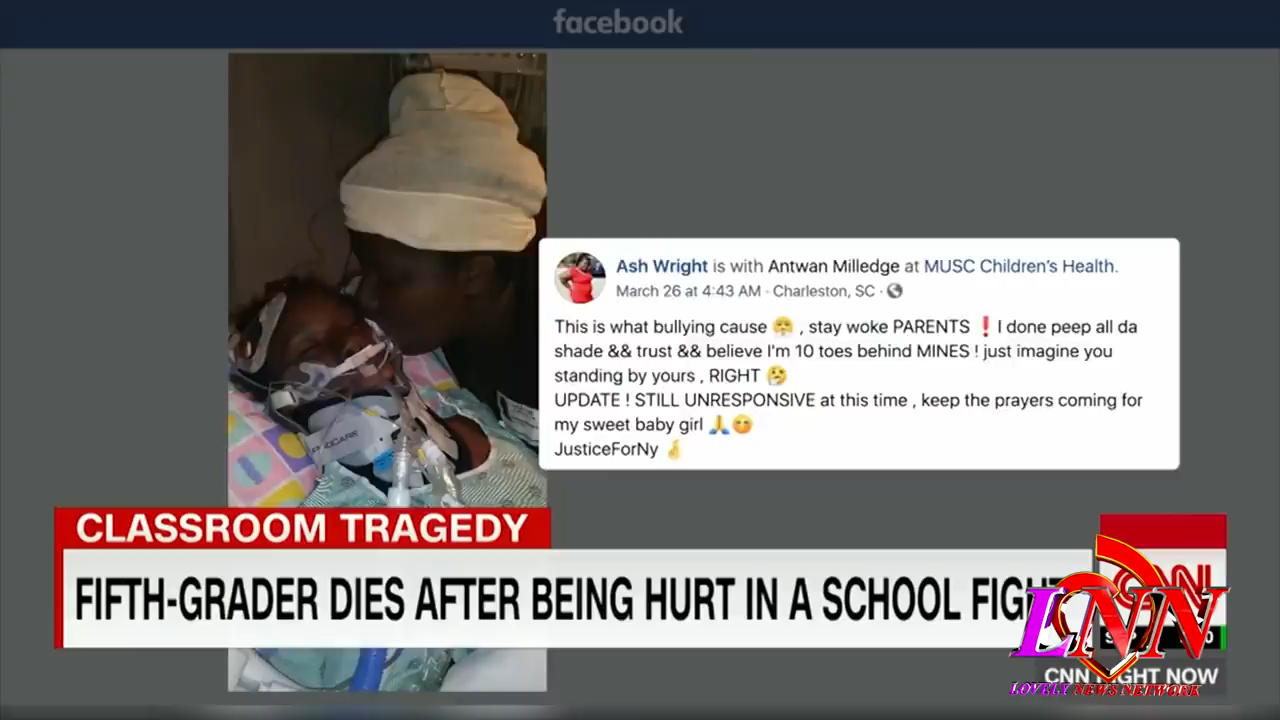 facebook
Ash Wright is with Antwan Milledge at MUSC Children's Health.
March 26 at 4:43 AM · Charleston, SC ·
This is what bullying cause 😤 , stay woke PARENTS ❗I done peep all da
shade && trust && believe I'm 10 toes behind MINES ! just imagine you
standing by yours , RIGHT 🤔
UPDATE ! STILL UNRESPONSIVE at this time , keep the prayers coming for
my sweet baby girl 🙏😊
JusticeForNy 🤞
CLASSROOM TRAGEDY
FIFTH-GRADER DIES AFTER BEING HURT IN A SCHOOL
LNN
LOVELY NEWS NETWORK